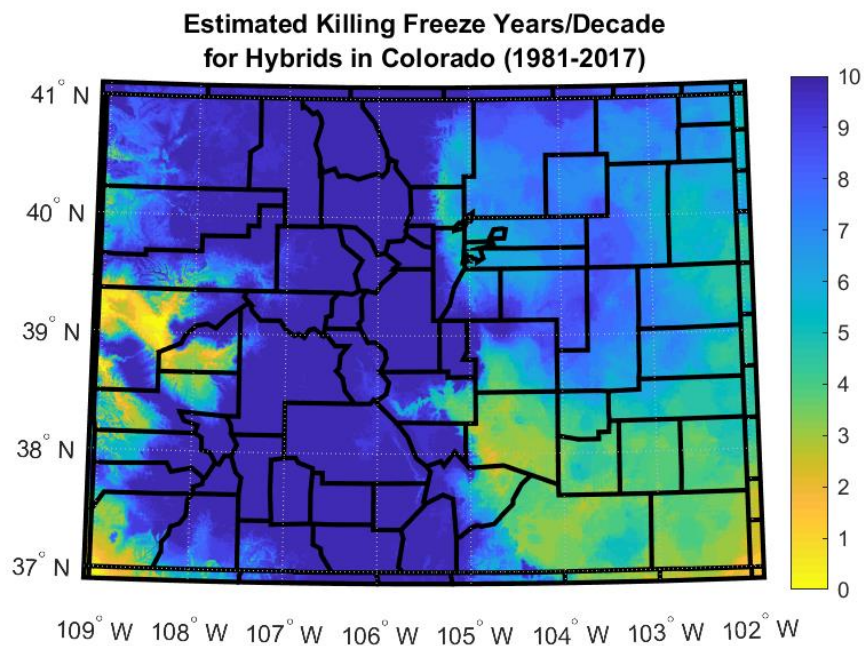 Estimated Killing Freeze Years/Decade
for Hybrids in Colorado (1981-2017)
41° N
40° N
39° N
38° N
37° N
109° W 108° W 107° W 106° W 105° W 104° W 103° W 102° W
10
9
8
7
6
5
4
3
2
1
0